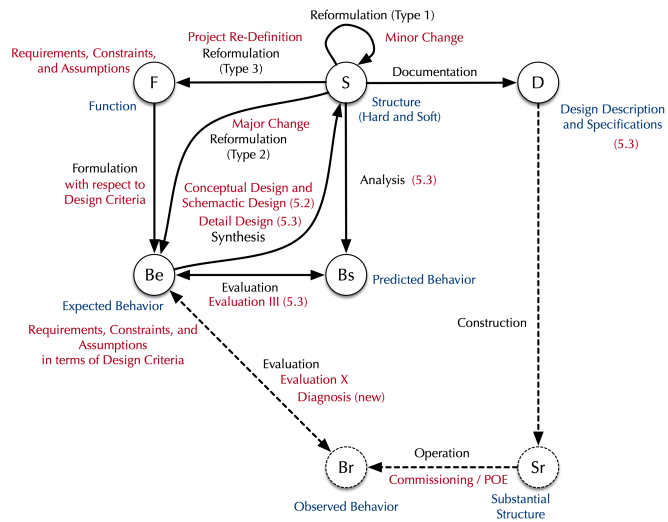 Reformulation (Type 1)
Project Re-Definition
Minor Change
Requirements, Constraints,
and Assumptions
Reformulation
(Type 3)
F
S
D
Documentation
Function
Structure
(Hard and Soft)
Design Description
and Specifications
(5.3)
Major Change
Reformulation
(Type 2)
Formulation
with respect to
Design Criteria
Analysis (5.3)
Conceptual Design and
Schemactic Design (5.2)
Detail Design (5.3)
Synthesis
Be
Bs
Evaluation
Evaluation III (5.3)
Predicted Behavior
Expected Behavior
Requirements, Constraints, and
Assumptions
in terms of Design Criteria
Construction
Evaluation
Evaluation X
Diagnosis (new)
Br
Operation
Commissioning / POE
Sr
Observed Behavior
Substantial
Structure